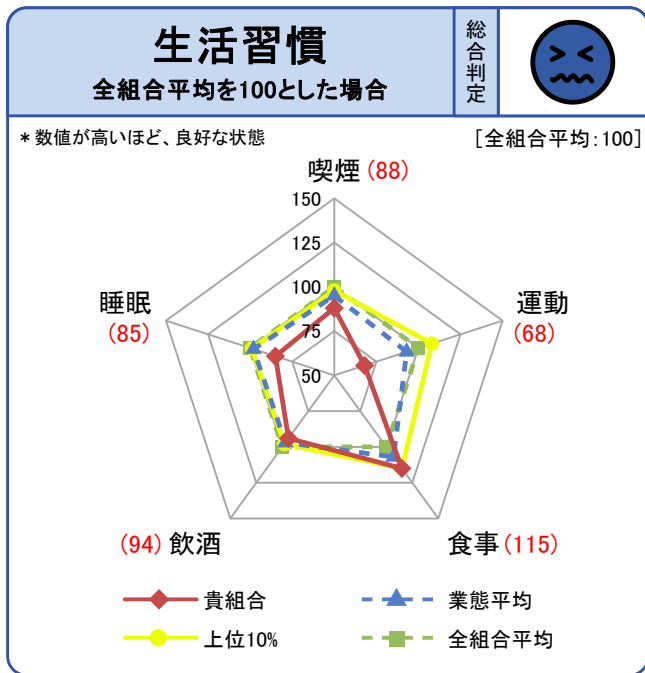 生活習慣
全組合平均を100とした場合
総合判定
＊数値が高いほど、良好な状態
［全組合平均：100］
喫煙(88)
150
125
100
75
50
睡眠
(85)
運動
(68)
(94)飲酒
食事(115)
貴組合
業態平均
上位10%
全組合平均